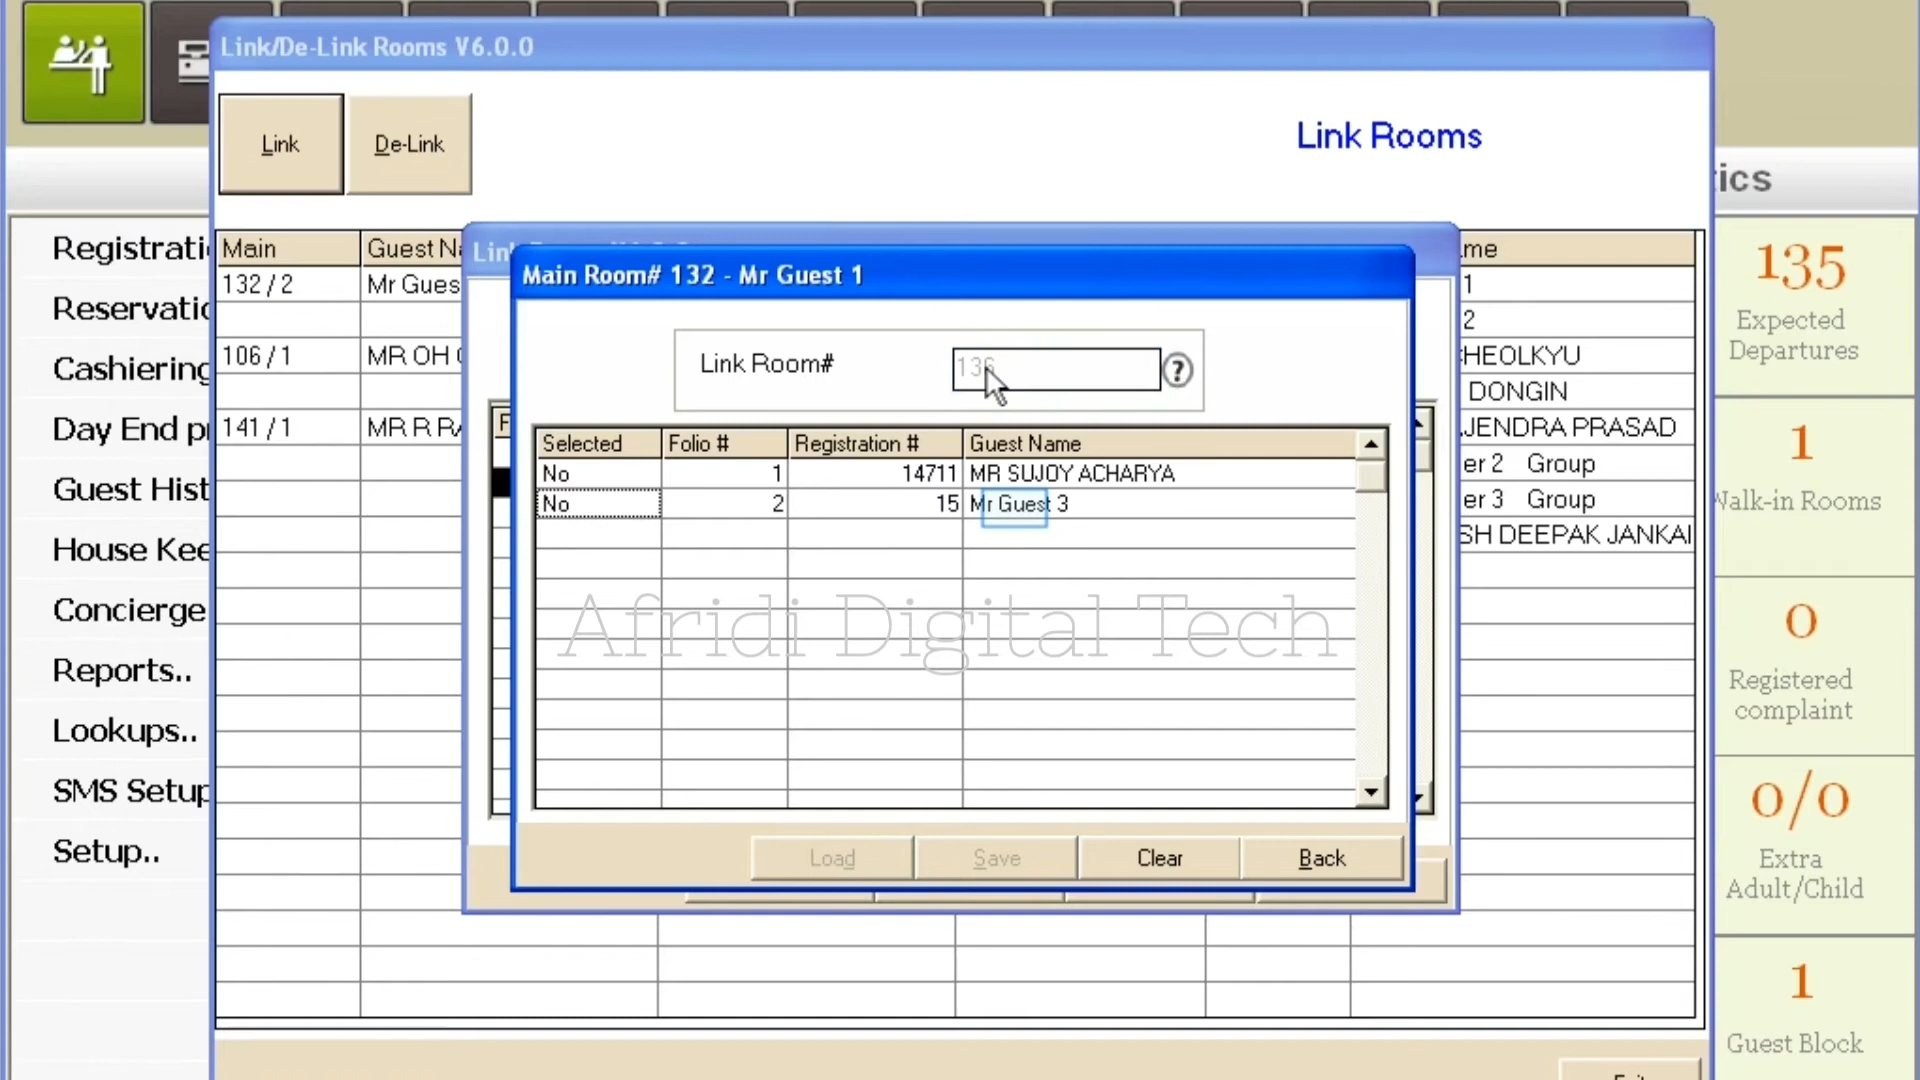 Link/De-Link Rooms V6.0.0
Link
De-Link
Link Rooms
tics
Registrati
Reservatio
Cashiering
Day End p
Guest Hist
House Kee
Concierge
Reports..
Lookups..
SMS Setup
Setup..
Main Guest N me
132 / 2 Mr Gues 1
2
106 / 1 MR OH HEOLKYU
DONGIN
141 / 1 MR R RA JENDRA PRASAD
er 2 Group
er 3 Group
SH DEEPAK JANKAI
Lin
Main Room# 132 - Mr Guest 1
Link Room#
?
Selected Folio # Registration # Guest Name
No 1 14711 MR SUJOY ACHARYA
No 2 15 Mr Guest 3
Afridi Digital Tech
Load Save Clear Back
135
Expected
Departures
1
Walk-in Rooms
0
Registered
complaint
0/0
Extra
Adult/Child
1
Guest Block